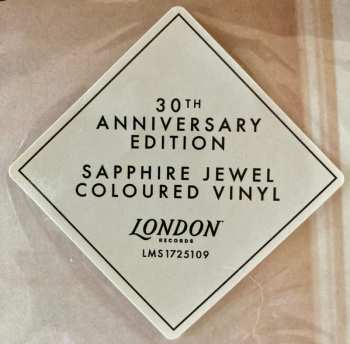 30TH
ANNIVERSARY
EDITION
SAPPHIRE JEWEL
COLOURED VINYL
LONDON
RECORDS
LMS1725109